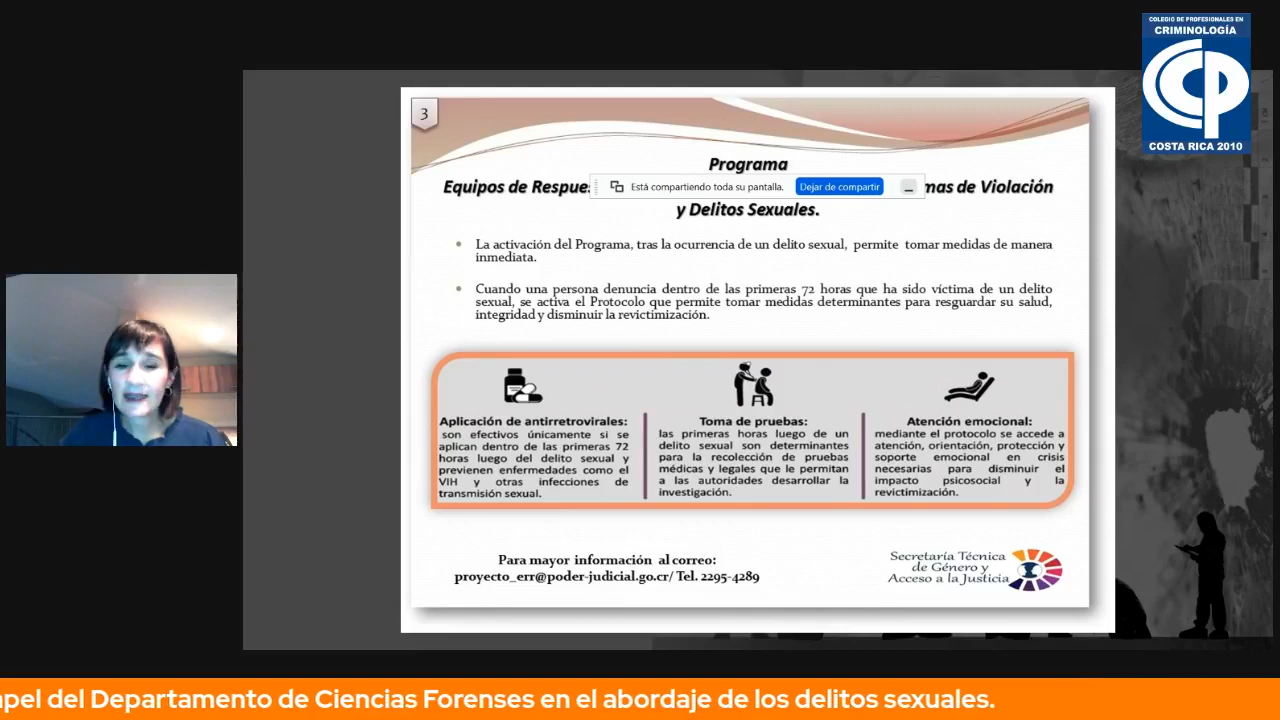 COLEGIO DE PROFESIONALES EN
CRIMINOLOGÍA
COSTA RICA 2010
3
Programa
Equipos de Respue
mas de Violación
Está compartiendo toda su pantalla.
Dejar de compartir
y Delitos Sexuales.
La activación del Programa, tras la ocurrencia de un delito sexual, permite tomar medidas de manera
inmediata.
Cuando una persona denuncia dentro de las primeras 72 horas que ha sido víctima de un delito
sexual, se activa el Protocolo que permite tomar medidas determinantes para resguardar su salud,
integridad y disminuir la revictimización.
Aplicación de antirretrovirales:
son efectivos únicamente si se
aplican dentro de las primeras 72
horas luego del delito sexual y
previenen enfermedades como el
VIH y otras infecciones de
transmisión sexual.
Toma de pruebas:
las primeras horas luego de un
delito sexual son determinantes
para la recolección de pruebas
médicas y legales que le permitan
a las autoridades desarrollar la
investigación.
Atención emocional:
mediante el protocolo se accede a
atención, orientación, protección y
soporte emocional en crisis
necesarias para disminuir el
impacto psicosocial y la
revictimización.
Para mayor información al correo:
proyecto_err@poder-judicial.go.cr/ Tel. 2295-4289
Secretaría Técnica
de Género y
Acceso a la Justicia
apel del Departamento de Ciencias Forenses en el abordaje de los delitos sexuales.